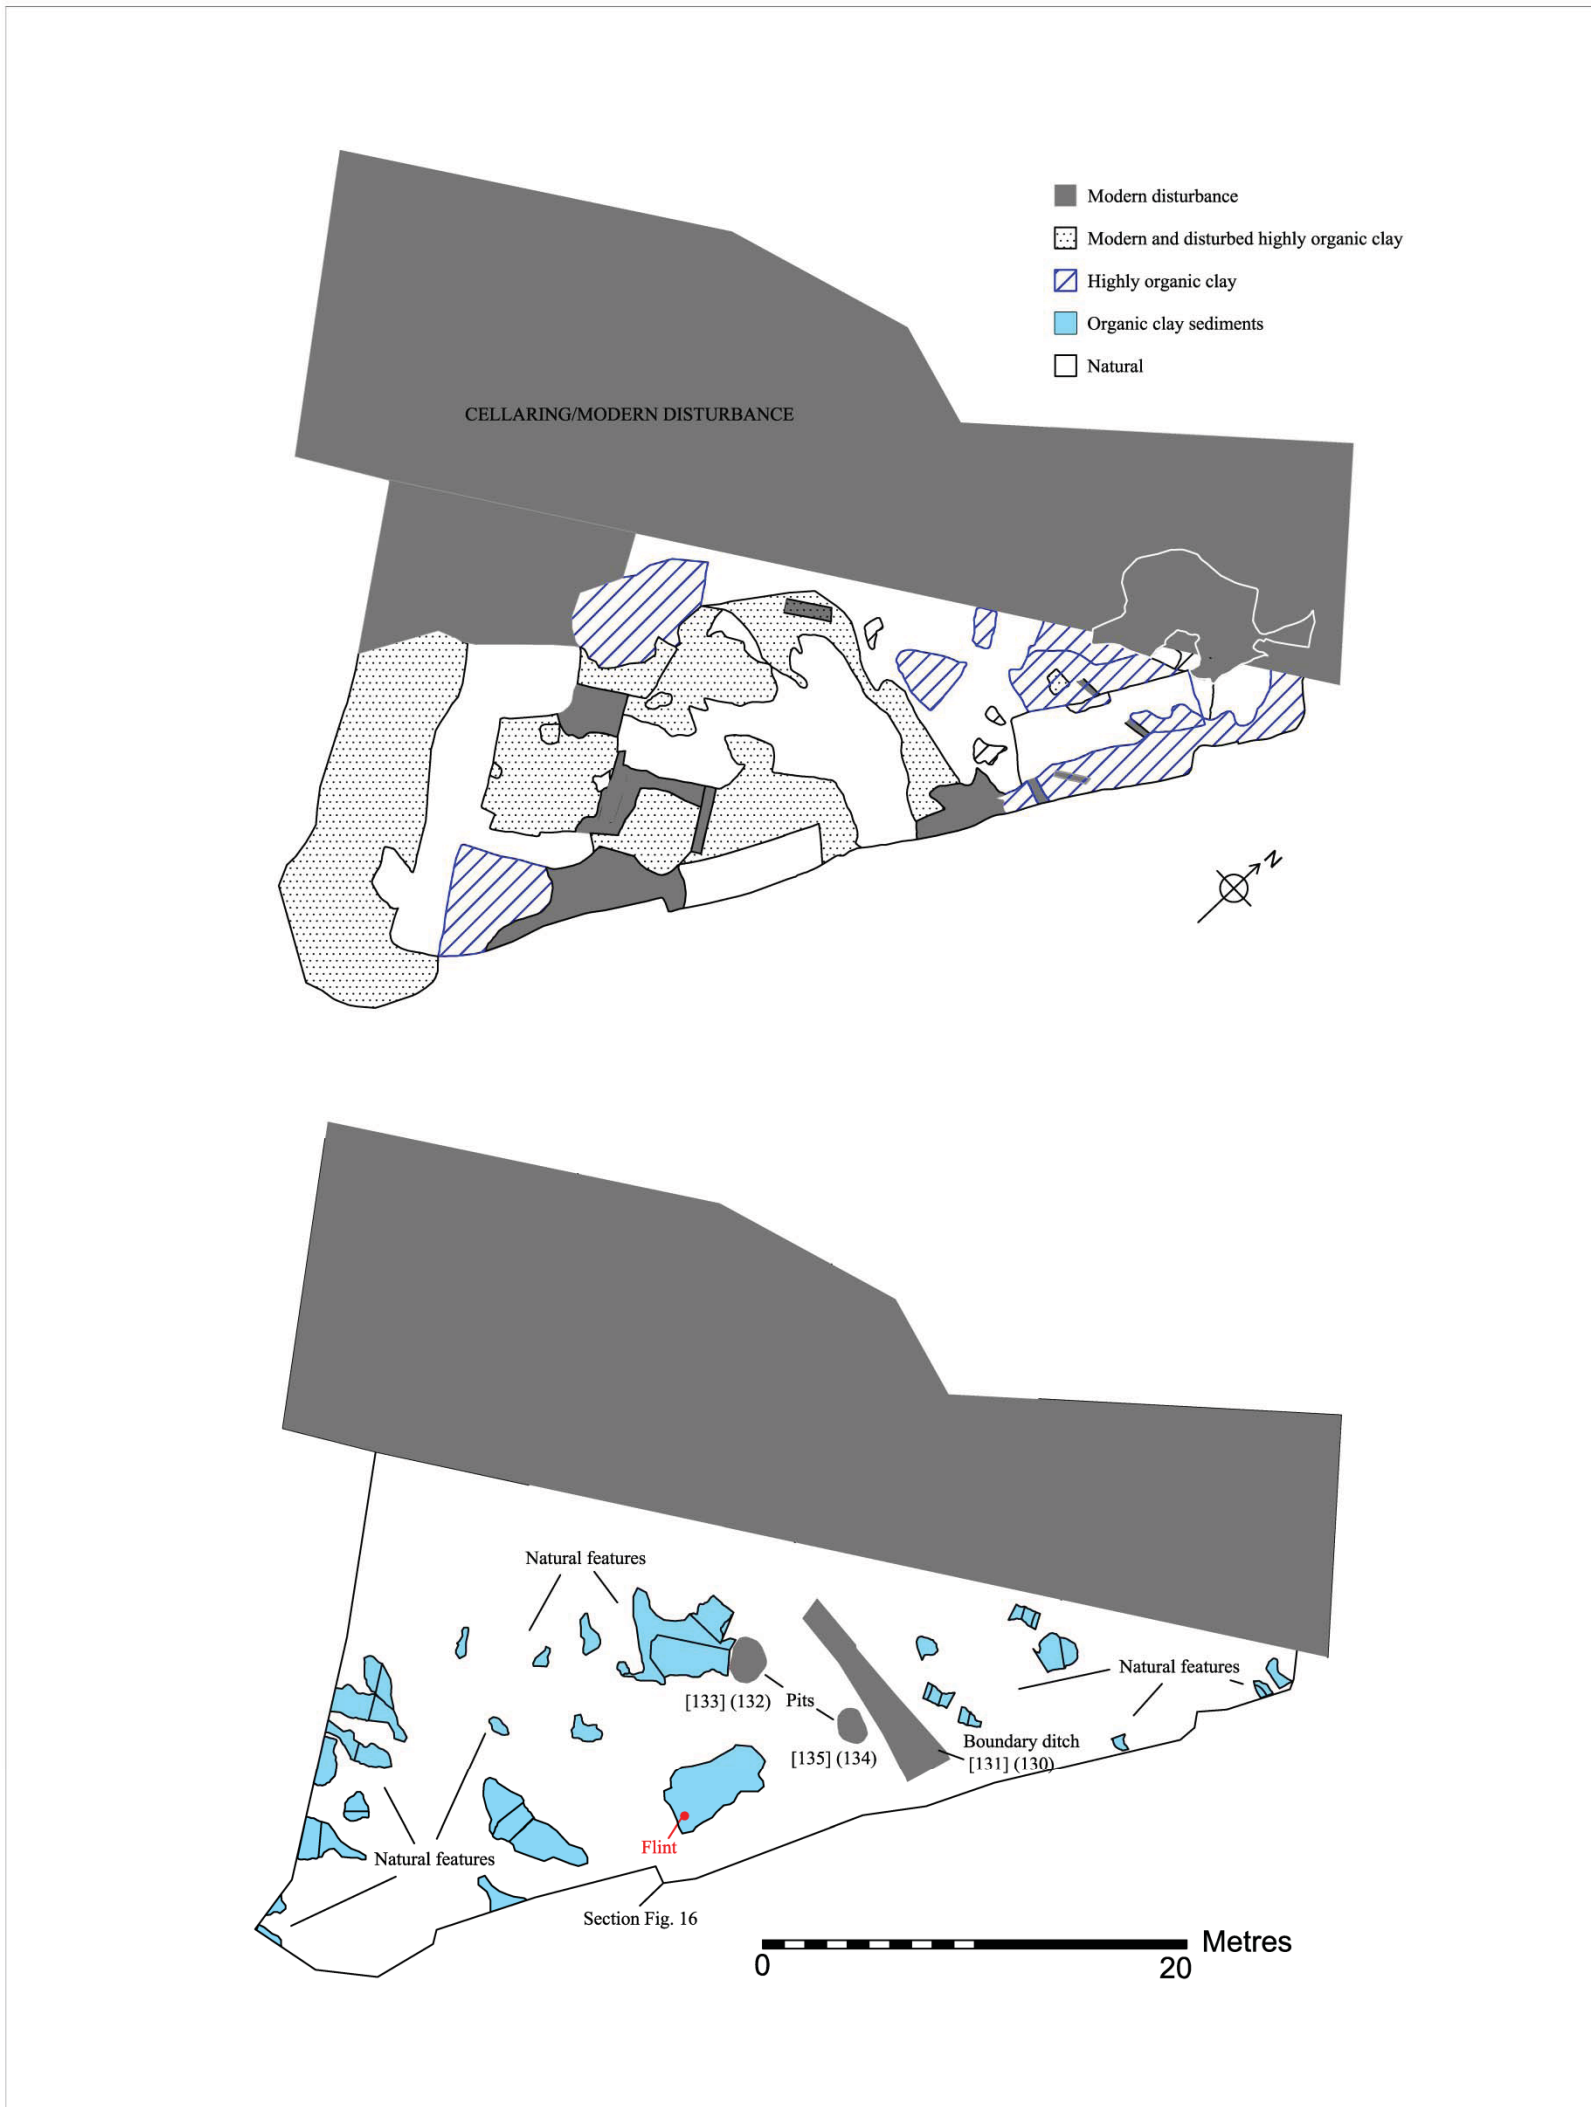 Modern disturbance
Modern and disturbed highly organic clay
Highly organic clay
Organic clay sediments
Natural
CELLARING/MODERN DISTURBANCE
N
Natural features
Natural features
[133] (132)
Pits
[135] (134)
Boundary ditch
[131] (130)
Flint
Natural features
Section Fig. 16
Metres
0
20